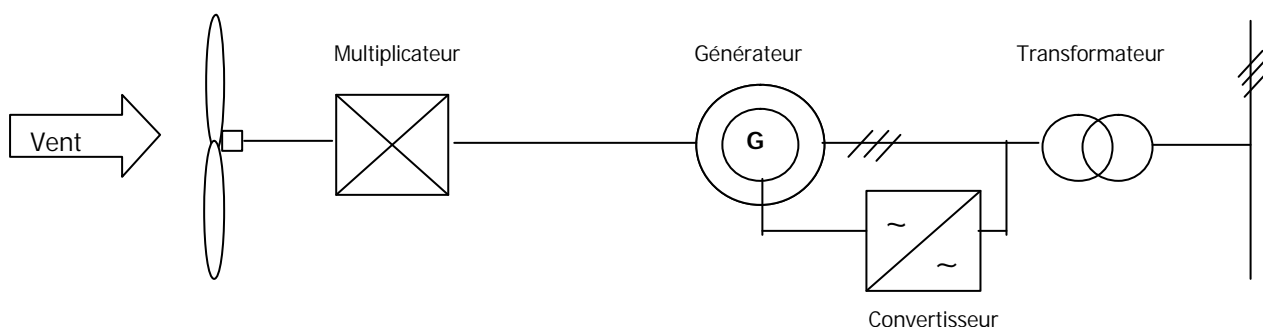 Multiplicateur
Générateur
Transformateur
Vent
G
~
~
Convertisseur